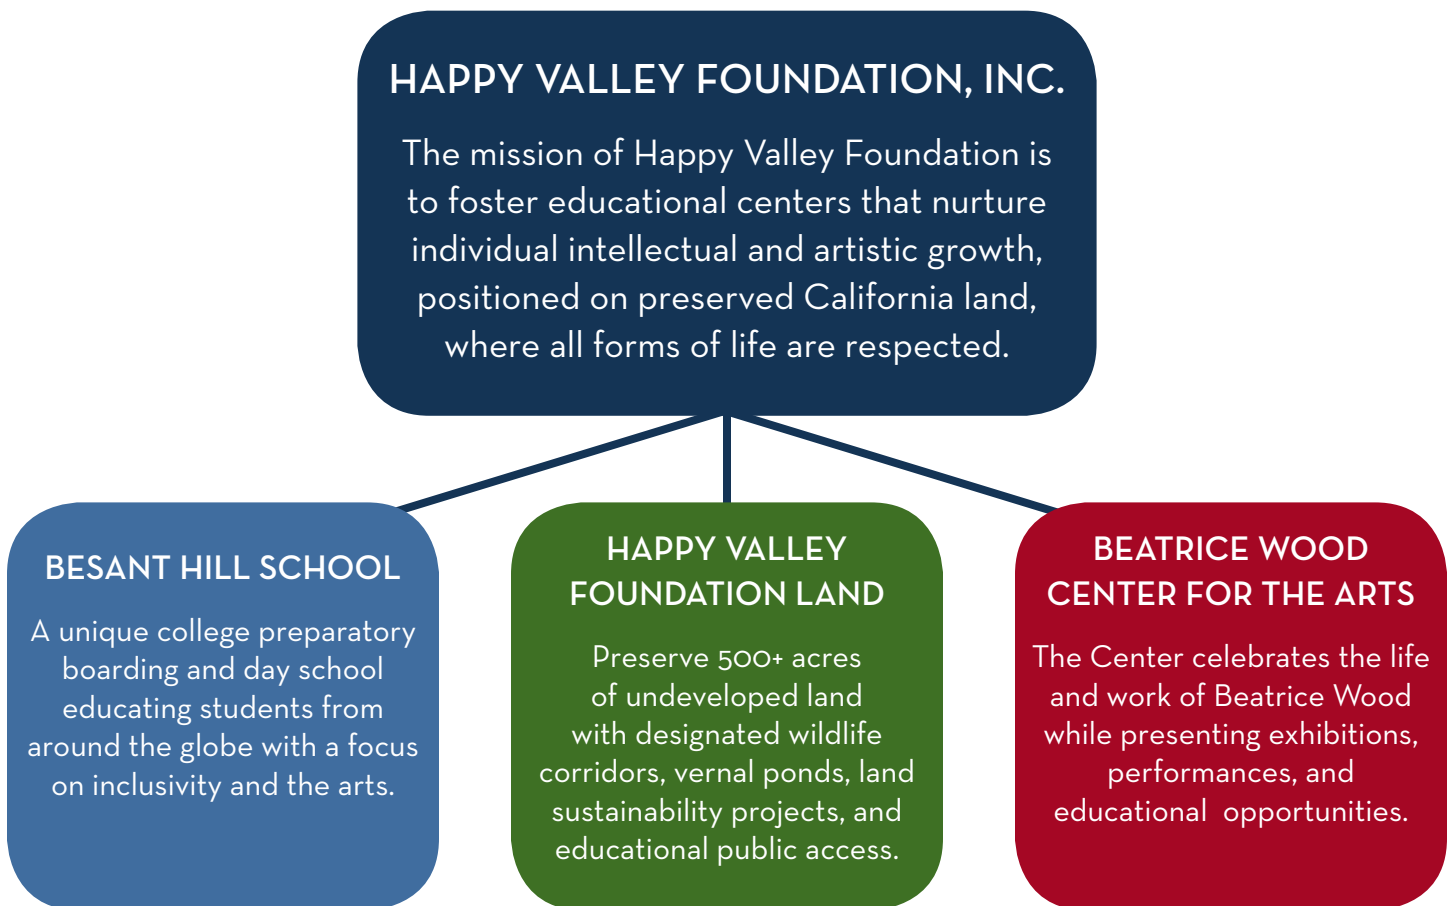 HAPPY VALLEY FOUNDATION, INC.
The mission of Happy Valley Foundation is
to foster educational centers that nurture
individual intellectual and artistic growth,
positioned on preserved California land,
where all forms of life are respected.
BESANT HILL SCHOOL
A unique college preparatory
boarding and day school
educating students from
around the globe with a focus
on inclusivity and the arts.
HAPPY VALLEY
FOUNDATION LAND
Preserve 500+ acres
of undeveloped land
with designated wildlife
corridors, vernal ponds, land
sustainability projects, and
educational public access.
BEATRICE WOOD
CENTER FOR THE ARTS
The Center celebrates the life
and work of Beatrice Wood
while presenting exhibitions,
performances, and
educational  opportunities.